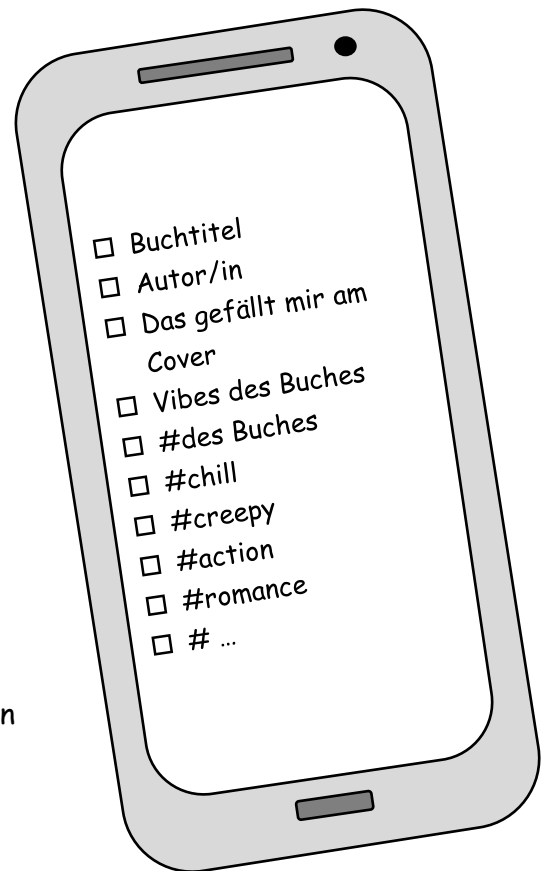 Buchtitel
Autor/in
Das gefällt mir am
Cover
Vibes des Buches
#des Buches
#chill
#creepy
#action
#romance
# ...
n